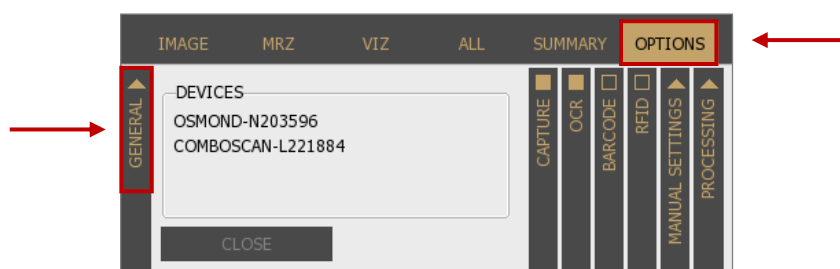 IMAGE MRZ VIZ ALL SUMMARY OPTIONS
GENERAL
DEVICES
OSMOND-N203596
COMBOSCAN-L221884
CLOSE
CAPTURE
OCR
BARCODE
RFID
MANUAL SETTINGS
PROCESSING